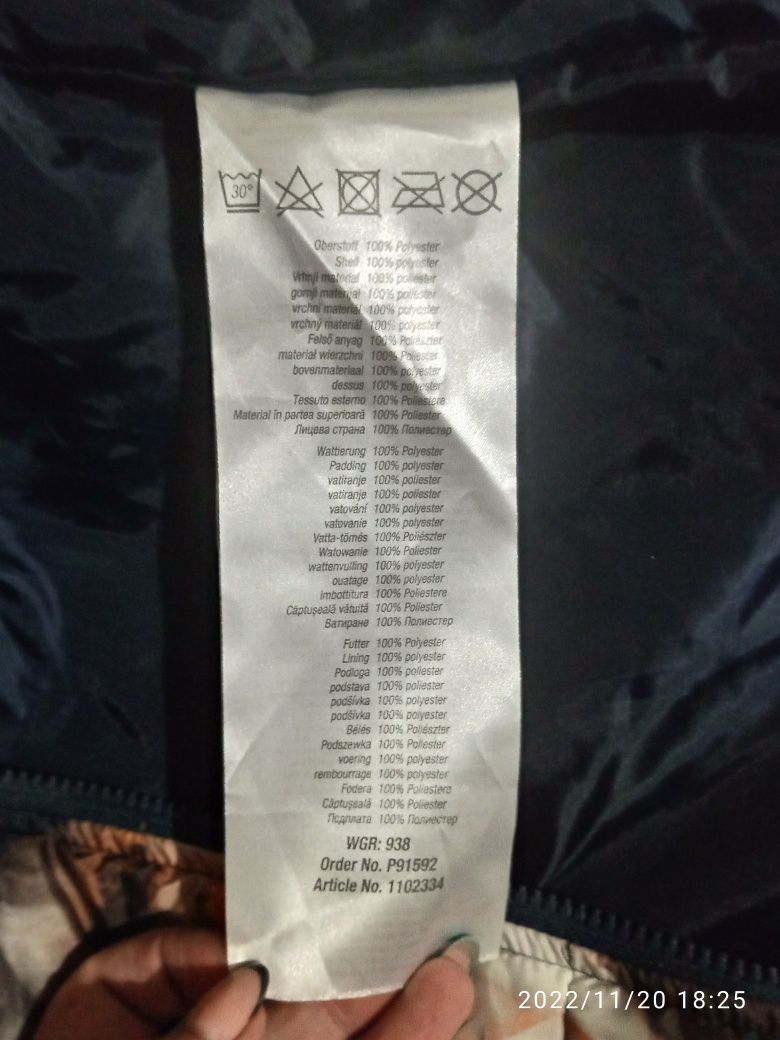 30°
Oberstoff 100% Polyester
Shell 100% polyester
Vrhnji material 100% poliester
gornji materijal 100% poliester
vrchní materiál 100% polyester
vrchný materiál 100% polyester
Felső anyag 100% Poliészter
materiał wierzchni 100% Poliester
bovenmateriaal 100% polyester
dessus 100% polyester
Tessuto esterno 100% Poliestere
Material în partea superioară 100% Poliester
Лицева страна 100% Полиестер
Wattierung 100% Polyester
Padding 100% polyester
vatiranje 100% poliester
vatiranje 100% poliester
vatování 100% polyester
vatovanie 100% polyester
Vatta-tömés 100% Poliészter
Watowanie 100% Poliester
wattenvulling 100% polyester
ouatage 100% polyester
Imbottitura 100% Poliestere
Căptuşeală vătuită 100% Poliester
Ватиране 100% Полиестер
Futter 100% Polyester
Lining 100% polyester
Podloga 100% poliester
podstava 100% poliester
podšívka 100% polyester
podšívka 100% polyester
Bélés 100% Poliészter
Podszewka 100% Poliester
voering 100% polyester
rembourrage 100% polyester
Fodera 100% Poliestere
Căptuşeală 100% Poliester
Подплата 100% Полиестер
WGR: 938
Order No. P91592
Article No. 1102334
2022/11/20 18:25